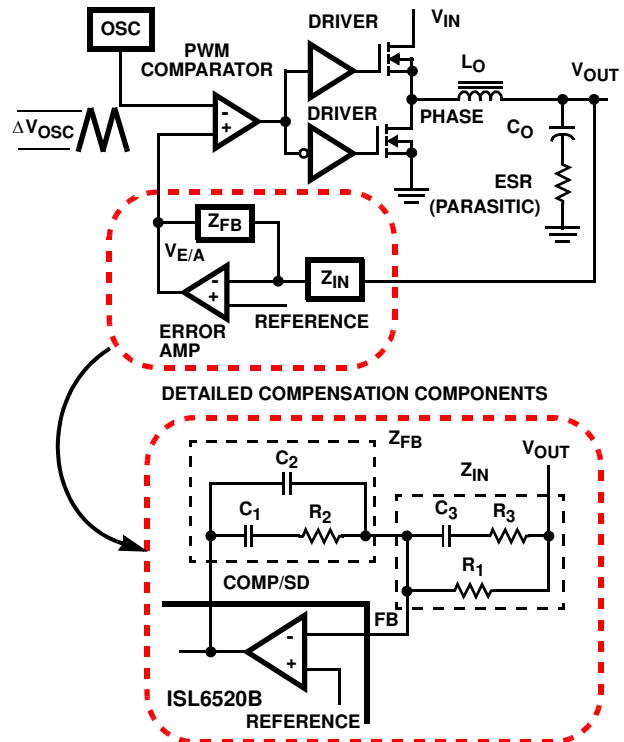 OSC
PWM
COMPARATOR
DRIVER
V_IN
L_O
V_OUT
ΔV_OSC
-
+
DRIVER
PHASE
C_O
ESR
(PARASITIC)
Z_FB
V_E/A
-
+
Z_IN
REFERENCE
ERROR
AMP
DETAILED COMPENSATION COMPONENTS
Z_FB
V_OUT
C_2
Z_IN
C_1
R_2
C_3
R_3
R_1
COMP/SD
FB
-
+
ISL6520B
REFERENCE